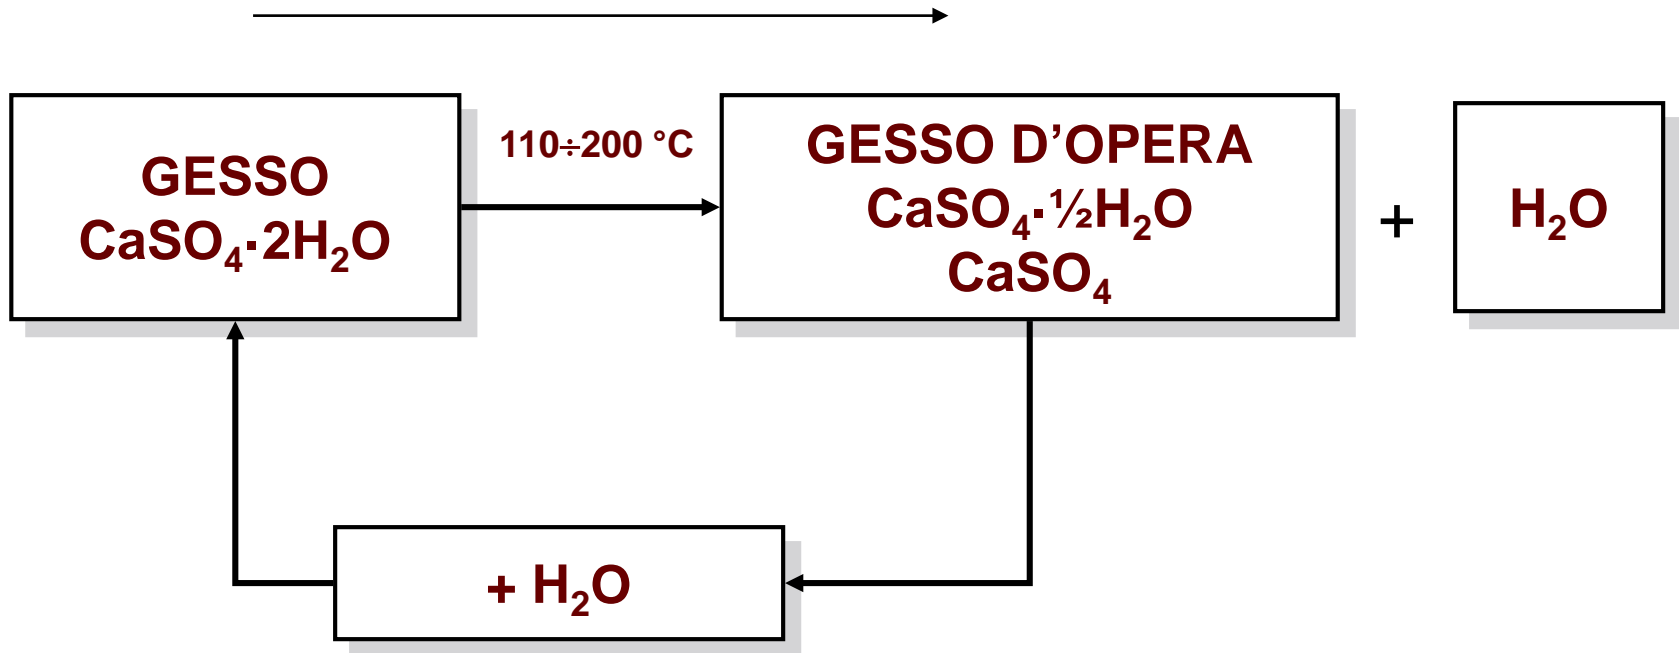 110÷200 °C
GESSO
CaSO₄·2H₂O
GESSO D’OPERA
CaSO₄·½H₂O
CaSO₄
+
H₂O
+ H₂O